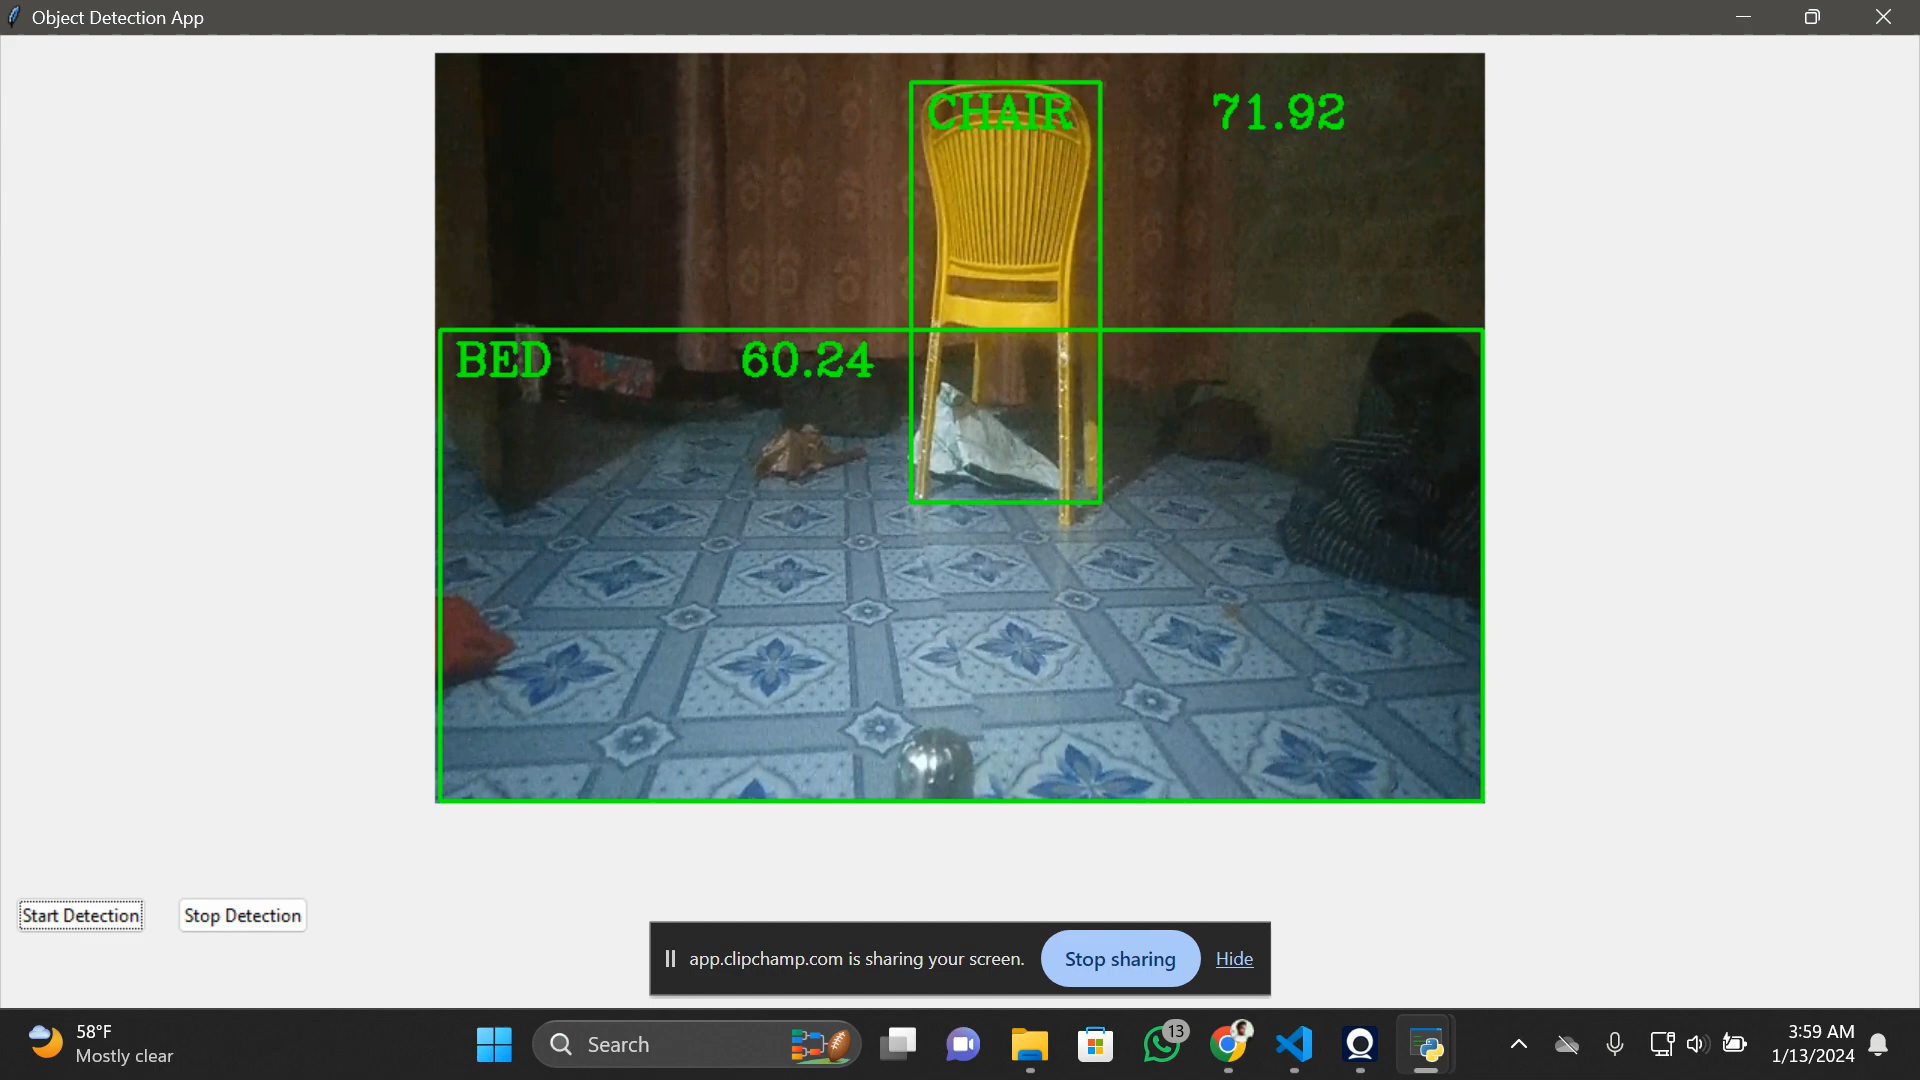 Object Detection App
CHAIR 71.92
BED 60.24
Start Detection Stop Detection
app.clipchamp.com is sharing your screen. Stop sharing Hide
58°F
Mostly clear
Search
13
3:59 AM
1/13/2024